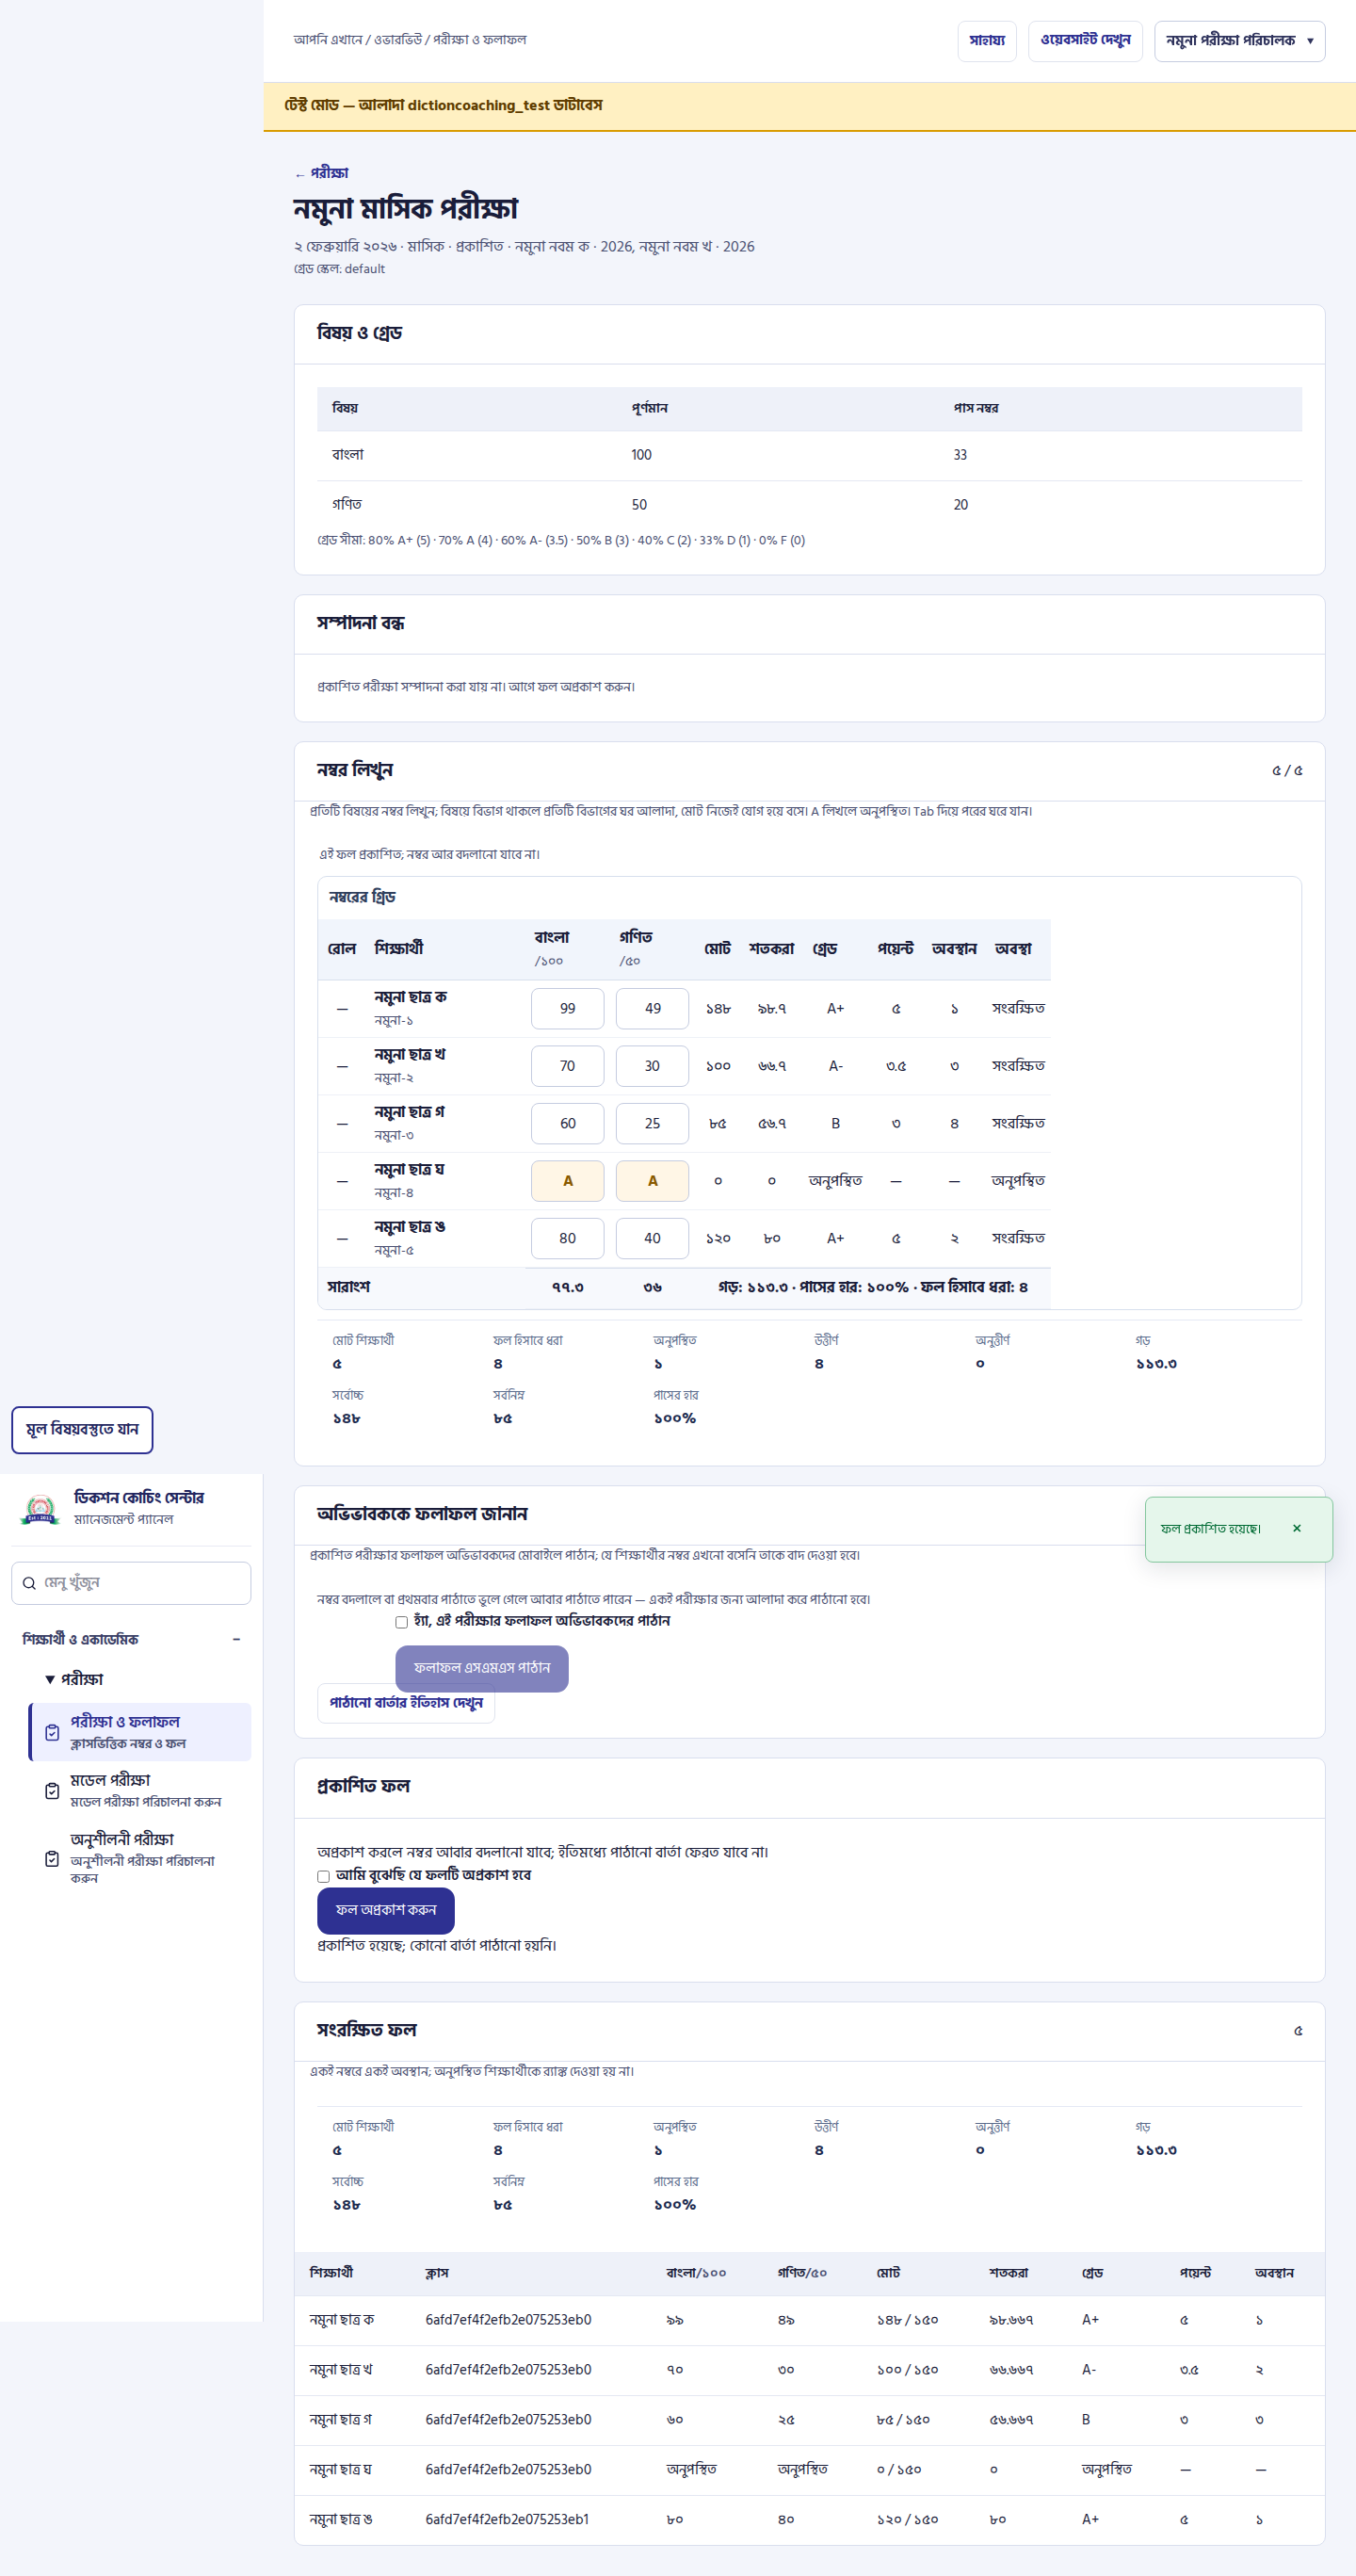 আপনি এখানে / ওভারভিউ / পরীক্ষা ও ফলাফল
সাহায্য
ওয়েবসাইট দেখুন
নমুনা পরীক্ষা পরিচালক ▼
টেস্ট মোড — আলাদা dictioncoaching_test ডাটাবেস
← পরীক্ষা
নমুনা মাসিক পরীক্ষা
২ ফেব্রুয়ারি ২০২৬ · মাসিক · প্রকাশিত · নমুনা নবম ক · 2026, নমুনা নবম খ · 2026
গ্রেড স্কেল: default
বিষয় ও গ্রেড
বিষয় পূর্ণমান পাস নম্বর
বাংলা 100 33
গণিত 50 20
গ্রেড সীমা: 80% A+ (5) · 70% A (4) · 60% A- (3.5) · 50% B (3) · 40% C (2) · 33% D (1) · 0% F (0)
সম্পাদনা বন্ধ
প্রকাশিত পরীক্ষা সম্পাদনা করা যায় না। আগে ফল অপ্রকাশ করুন।
নম্বর লিখুন ৫ / ৫
প্রতিটি বিষয়ের নম্বর লিখুন; বিষয়ে বিভাগ থাকলে প্রতিটি বিভাগের ঘর আলাদা, মোট নিজেই যোগ হয়ে বসে। A লিখলে অনুপস্থিত। Tab দিয়ে পরের ঘরে যান।
এই ফল প্রকাশিত; নম্বর আর বদলানো যাবে না।
নম্বরের গ্রিড
রোল শিক্ষার্থী বাংলা /১০০ গণিত /৫০ মোট শতকরা গ্রেড পয়েন্ট অবস্থান অবস্থা
— নমুনা ছাত্র ক 99 49 ১৪৮ ৯৮.৭ A+ ৫ ১ সংরক্ষিত
নমুনা-১
— নমুনা ছাত্র খ 70 30 ১০০ ৬৬.৭ A- ৩.৫ ৩ সংরক্ষিত
নমুনা-২
— নমুনা ছাত্র গ 60 25 ৮৫ ৫৬.৭ B ৩ ৪ সংরক্ষিত
নমুনা-৩
— নমুনা ছাত্র ঘ A A ০ ০ অনুপস্থিত — — অনুপস্থিত
নমুনা-৪
— নমুনা ছাত্র ঙ 80 40 ১২০ ৮০ A+ ৫ ২ সংরক্ষিত
নমুনা-৫
সারাংশ ৭৭.৩ ৩৬ গড়: ১১৩.৩ · পাসের হার: ১০০% · ফল হিসাবে ধরা: ৪
মোট শিক্ষার্থী ফল হিসাবে ধরা অনুপস্থিত উত্তীর্ণ অনুত্তীর্ণ গড়
৫ ৪ ১ ৪ ০ ১১৩.৩
সর্বোচ্চ সর্বনিম্ন পাসের হার
১৪৮ ৮৫ ১০০%
মূল বিষয়বস্তুতে যান
ডিকশন কোচিং সেন্টার
ম্যানেজমেন্ট প্যানেল
মেনু খুঁজুন
শিক্ষার্থী ও একাডেমিক −
▼ পরীক্ষা
পরীক্ষা ও ফলাফল
ক্লাসভিত্তিক নম্বর ও ফল
মডেল পরীক্ষা
মডেল পরীক্ষা পরিচালনা করুন
অনুশীলনী পরীক্ষা
অনুশীলনী পরীক্ষা পরিচালনা
করুন
অভিভাবককে ফলাফল জানান
ফল প্রকাশিত হয়েছে। ×
প্রকাশিত পরীক্ষার ফলাফল অভিভাবকদের মোবাইলে পাঠান; যে শিক্ষার্থীর নম্বর এখনো বসেনি তাকে বাদ দেওয়া হবে।
নম্বর বদলালে বা প্রথমবার পাঠাতে ভুলে গেলে আবার পাঠাতে পারেন — একই পরীক্ষার জন্য আলাদা করে পাঠানো হবে।
হ্যাঁ, এই পরীক্ষার ফলাফল অভিভাবকদের পাঠান
ফলাফল এসএমএস পাঠান
পাঠানো বার্তার ইতিহাস দেখুন
প্রকাশিত ফল
অপ্রকাশ করলে নম্বর আবার বদলানো যাবে; ইতিমধ্যে পাঠানো বার্তা ফেরত যাবে না।
আমি বুঝেছি যে ফলটি অপ্রকাশ হবে
ফল অপ্রকাশ করুন
প্রকাশিত হয়েছে; কোনো বার্তা পাঠানো হয়নি।
সংরক্ষিত ফল ৫
একই নম্বরে একই অবস্থান; অনুপস্থিত শিক্ষার্থীকে র‍্যাঙ্ক দেওয়া হয় না।
মোট শিক্ষার্থী ফল হিসাবে ধরা অনুপস্থিত উত্তীর্ণ অনুত্তীর্ণ গড়
৫ ৪ ১ ৪ ০ ১১৩.৩
সর্বোচ্চ সর্বনিম্ন পাসের হার
১৪৮ ৮৫ ১০০%
শিক্ষার্থী ক্লাস বাংলা/১০০ গণিত/৫০ মোট শতকরা গ্রেড পয়েন্ট অবস্থান
নমুনা ছাত্র ক 6afd7ef4f2efb2e075253eb0 ৯৯ ৪৯ ১৪৮ / ১৫০ ৯৮.৬৬৭ A+ ৫ ১
নমুনা ছাত্র খ 6afd7ef4f2efb2e075253eb0 ৭০ ৩০ ১০০ / ১৫০ ৬৬.৬৬৭ A- ৩.৫ ২
নমুনা ছাত্র গ 6afd7ef4f2efb2e075253eb0 ৬০ ২৫ ৮৫ / ১৫০ ৫৬.৬৬৭ B ৩ ৩
নমুনা ছাত্র ঘ 6afd7ef4f2efb2e075253eb0 অনুপস্থিত অনুপস্থিত ০ / ১৫০ ০ অনুপস্থিত — —
নমুনা ছাত্র ঙ 6afd7ef4f2efb2e075253eb1 ৮০ ৪০ ১২০ / ১৫০ ৮০ A+ ৫ ১